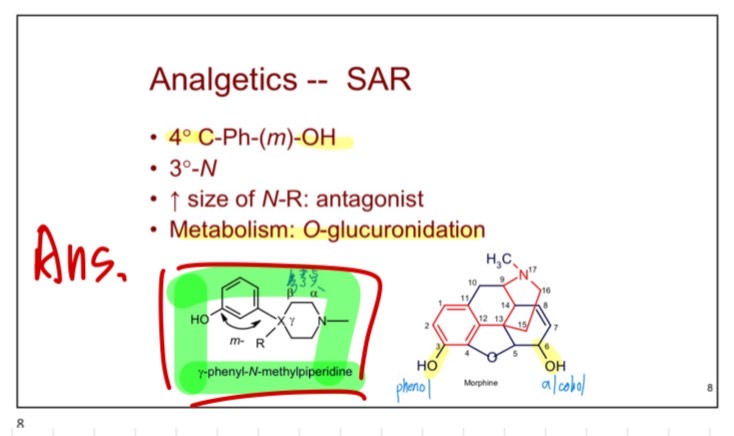 Analgetics -- SAR
• 4° C-Ph-(m)-OH
• 3°-N
• ↑ size of N-R: antagonist
• Metabolism: O-glucuronidation
Ans.
β α
HO X γ N
m- R
γ-phenyl-N-methylpiperidine
H₃C N 17
10 9 16
1 11 14 8
2 12 13 15 7
3 4 5 6
HO O OH
phenol Morphine alcohol
8
8